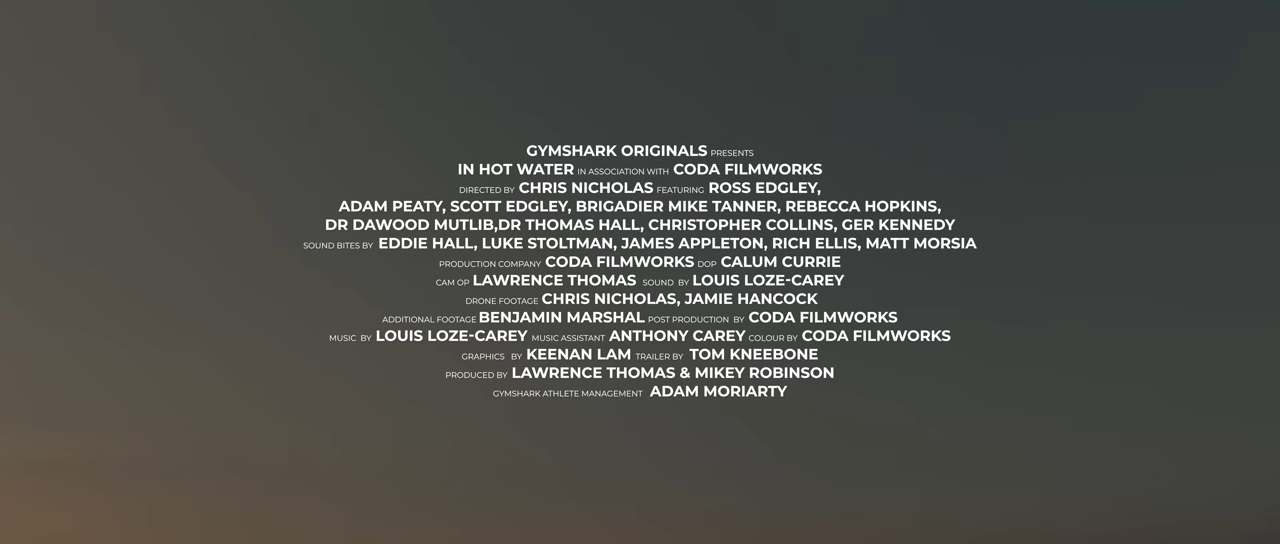 GYMSHARK ORIGINALS PRESENTS
IN HOT WATER IN ASSOCIATION WITH CODA FILMWORKS
DIRECTED BY CHRIS NICHOLAS FEATURING ROSS EDGLEY,
ADAM PEATY, SCOTT EDGLEY, BRIGADIER MIKE TANNER, REBECCA HOPKINS,
DR DAWOOD MUTLIB,DR THOMAS HALL, CHRISTOPHER COLLINS, GER KENNEDY
SOUND BITES BY EDDIE HALL, LUKE STOLTMAN, JAMES APPLETON, RICH ELLIS, MATT MORSIA
PRODUCTION COMPANY CODA FILMWORKS DOP CALUM CURRIE
CAM OP LAWRENCE THOMAS SOUND BY LOUIS LOZE-CAREY
DRONE FOOTAGE CHRIS NICHOLAS, JAMIE HANCOCK
ADDITIONAL FOOTAGE BENJAMIN MARSHAL POST PRODUCTION BY CODA FILMWORKS
MUSIC BY LOUIS LOZE-CAREY MUSIC ASSISTANT ANTHONY CAREY COLOUR BY CODA FILMWORKS
GRAPHICS BY KEENAN LAM TRAILER BY TOM KNEEBONE
PRODUCED BY LAWRENCE THOMAS & MIKEY ROBINSON
GYMSHARK ATHLETE MANAGEMENT ADAM MORIARTY